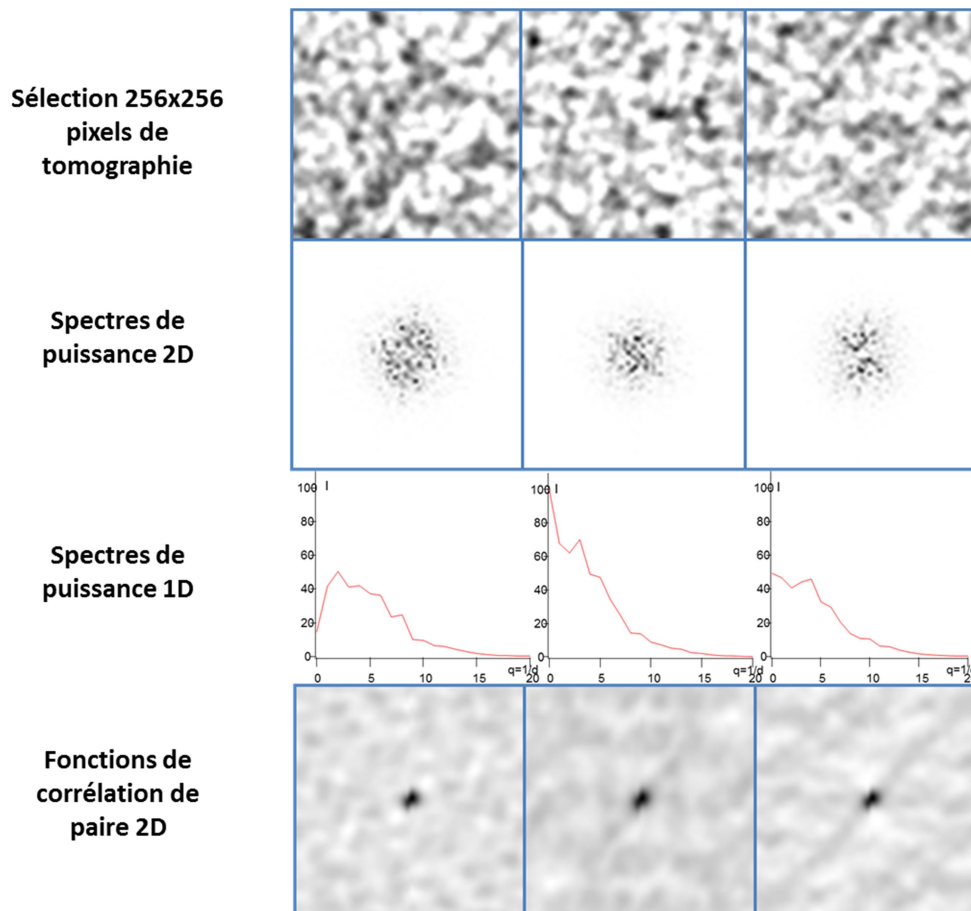 Sélection 256x256
pixels de
tomographie
Spectres de
puissance 2D
Spectres de
puissance 1D
100 I
80
60
40
20
0
0 5 10 15 20
q=1/d
100 I
80
60
40
20
0
0 5 10 15 20
q=1/d
100 I
80
60
40
20
0
0 5 10 15 20
q=1/d
Fonctions de
corrélation de
paire 2D